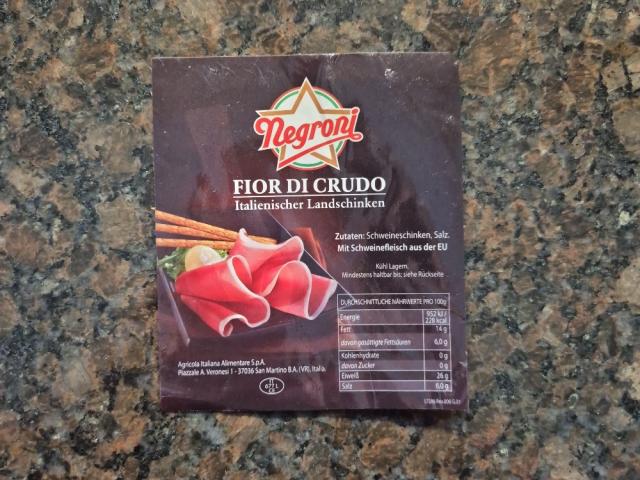 Negroni
FIOR DI CRUDO
Italienischer Landschinken
Zutaten: Schweineschinken, Salz.
Mit Schweinefleisch aus der EU
Kühl Lagern.
Mindestens haltbar bis: siehe Rückseite
DURCHSCHNITTLICHE NÄHRWERTE PRO 100g
Energie 952 kJ /
228 kcal
Fett 14 g
davon gesättigte Fettsäuren 6,0 g
Kohlenhydrate 0 g
davon Zucker 0 g
Eiweiß 26 g
Salz 6,0 g
Agricola Italiana Alimentare S.p.A.
Piazzale A. Veronesi 1 - 37036 San Martino B.A. (VR), Italia.
IT
677 L
CE